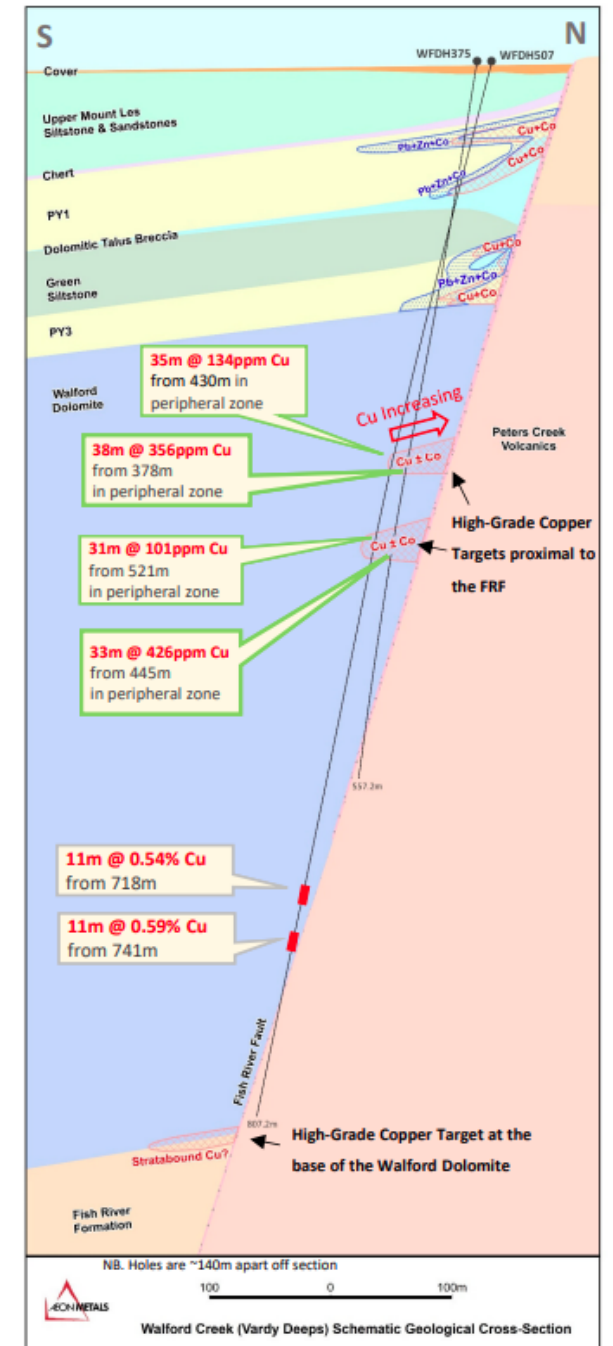 S
N
WFDH375
WFDH507
Cover
Upper Mount Les
Siltstone & Sandstones
Cu+Co
Pb+Zn+Co
Cu+Co
Chert
Pb+Zn+Co
PY1
Dolomitic Talus Breccia
Cu+Co
Green
Siltstone
Pb+Zn+Co
Cu+Co
PY3
35m @ 134ppm Cu
from 430m in
peripheral zone
Walford
Dolomite
Cu Increasing
Peters Creek
Volcanics
38m @ 356ppm Cu
from 378m
in peripheral zone
Cu ± Co
High-Grade Copper
Targets proximal to
the FRF
31m @ 101ppm Cu
from 521m
in peripheral zone
Cu ± Co
33m @ 426ppm Cu
from 445m
in peripheral zone
557.2m
11m @ 0.54% Cu
from 718m
11m @ 0.59% Cu
from 741m
Fish River Fault
807.2m
High-Grade Copper Target at the
base of the Walford Dolomite
Stratabound Cu?
Fish River
Formation
NB. Holes are ~140m apart off section
100
0
100m
ÆON METALS
Walford Creek (Vardy Deeps) Schematic Geological Cross-Section